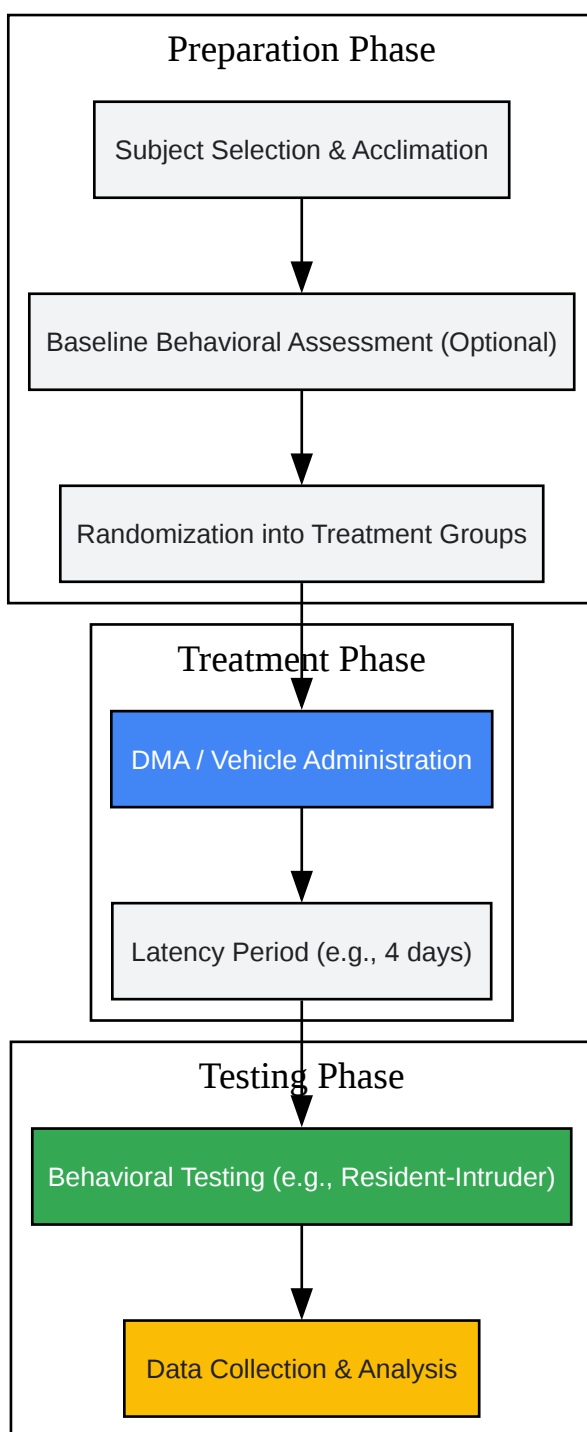 Preparation Phase
Subject Selection & Acclimation
Baseline Behavioral Assessment (Optional)
Randomization into Treatment Groups
Treatment Phase
DMA / Vehicle Administration
Latency Period (e.g., 4 days)
Testing Phase
Behavioral Testing (e.g., Resident-Intruder)
Data Collection & Analysis